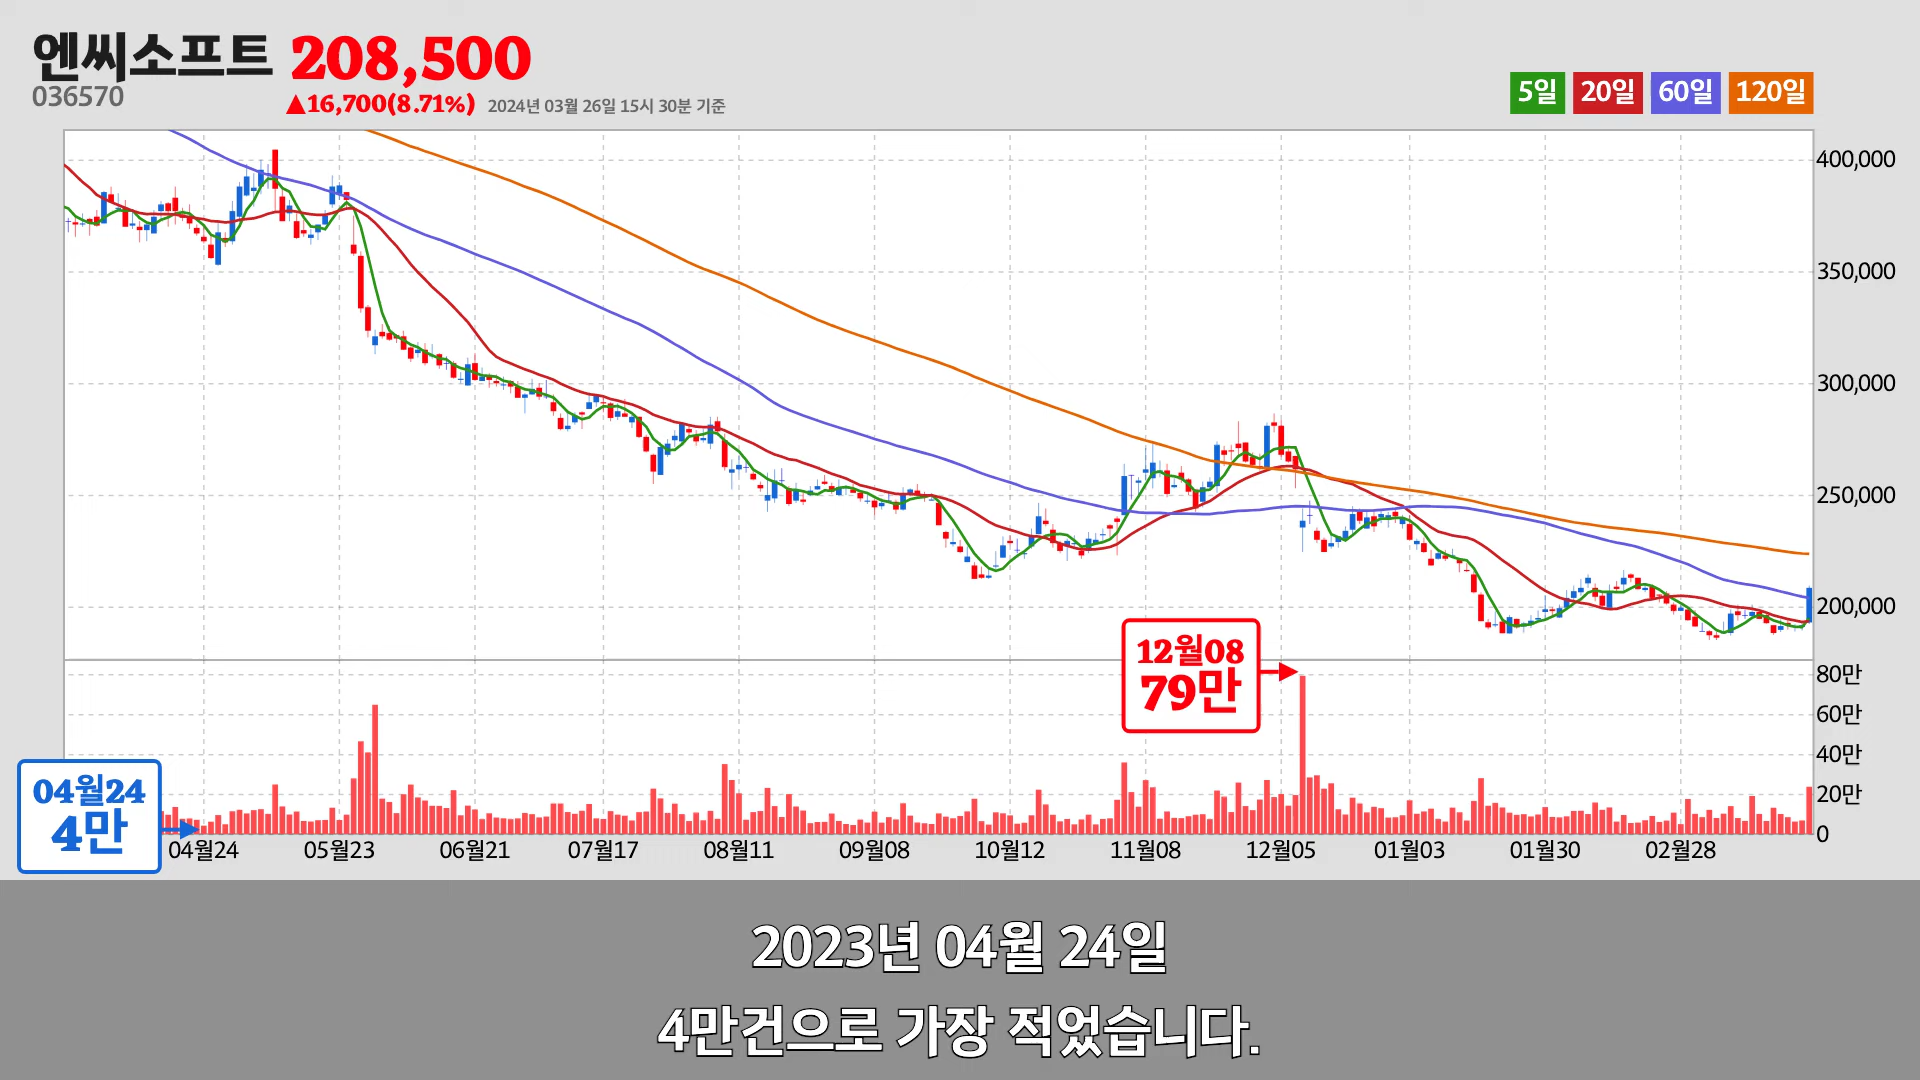 엔씨소프트 208,500
036570
▲16,700(8.71%) 2024년 03월 26일 15시 30분 기준
5일 20일 60일 120일
400,000
350,000
300,000
250,000
200,000
12월08
79만
80만
60만
40만
20만
0
04월24
4만
04월24 05월23 06월21 07월17 08월11 09월08 10월12 11월08 12월05 01월03 01월30 02월28
2023년 04월 24일
4만건으로 가장 적었습니다.